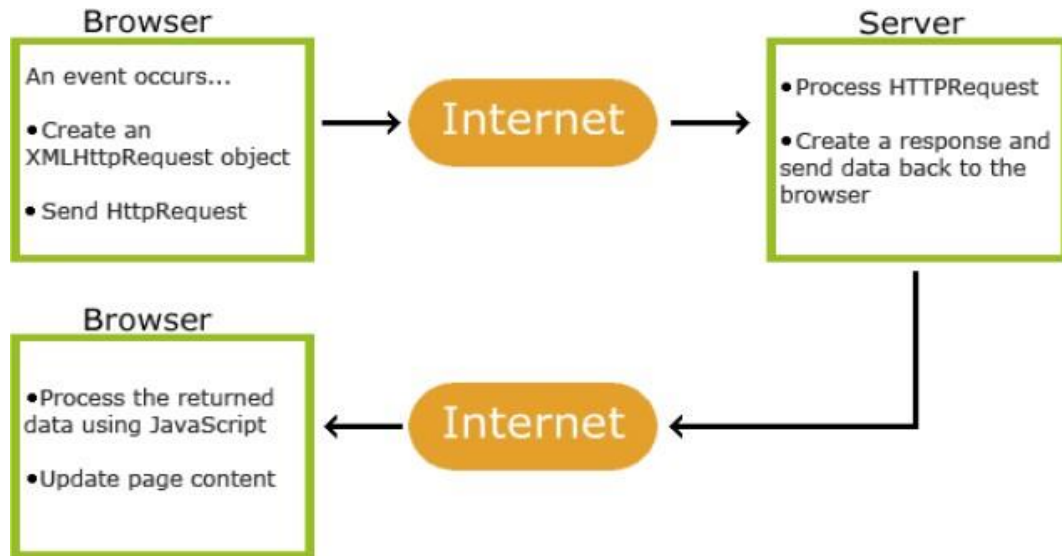 Browser
An event occurs...
•Create an
XMLHttpRequest object
•Send HttpRequest
Internet
Server
•Process HTTPRequest
•Create a response and
send data back to the
browser
Browser
•Process the returned
data using JavaScript
•Update page content
Internet